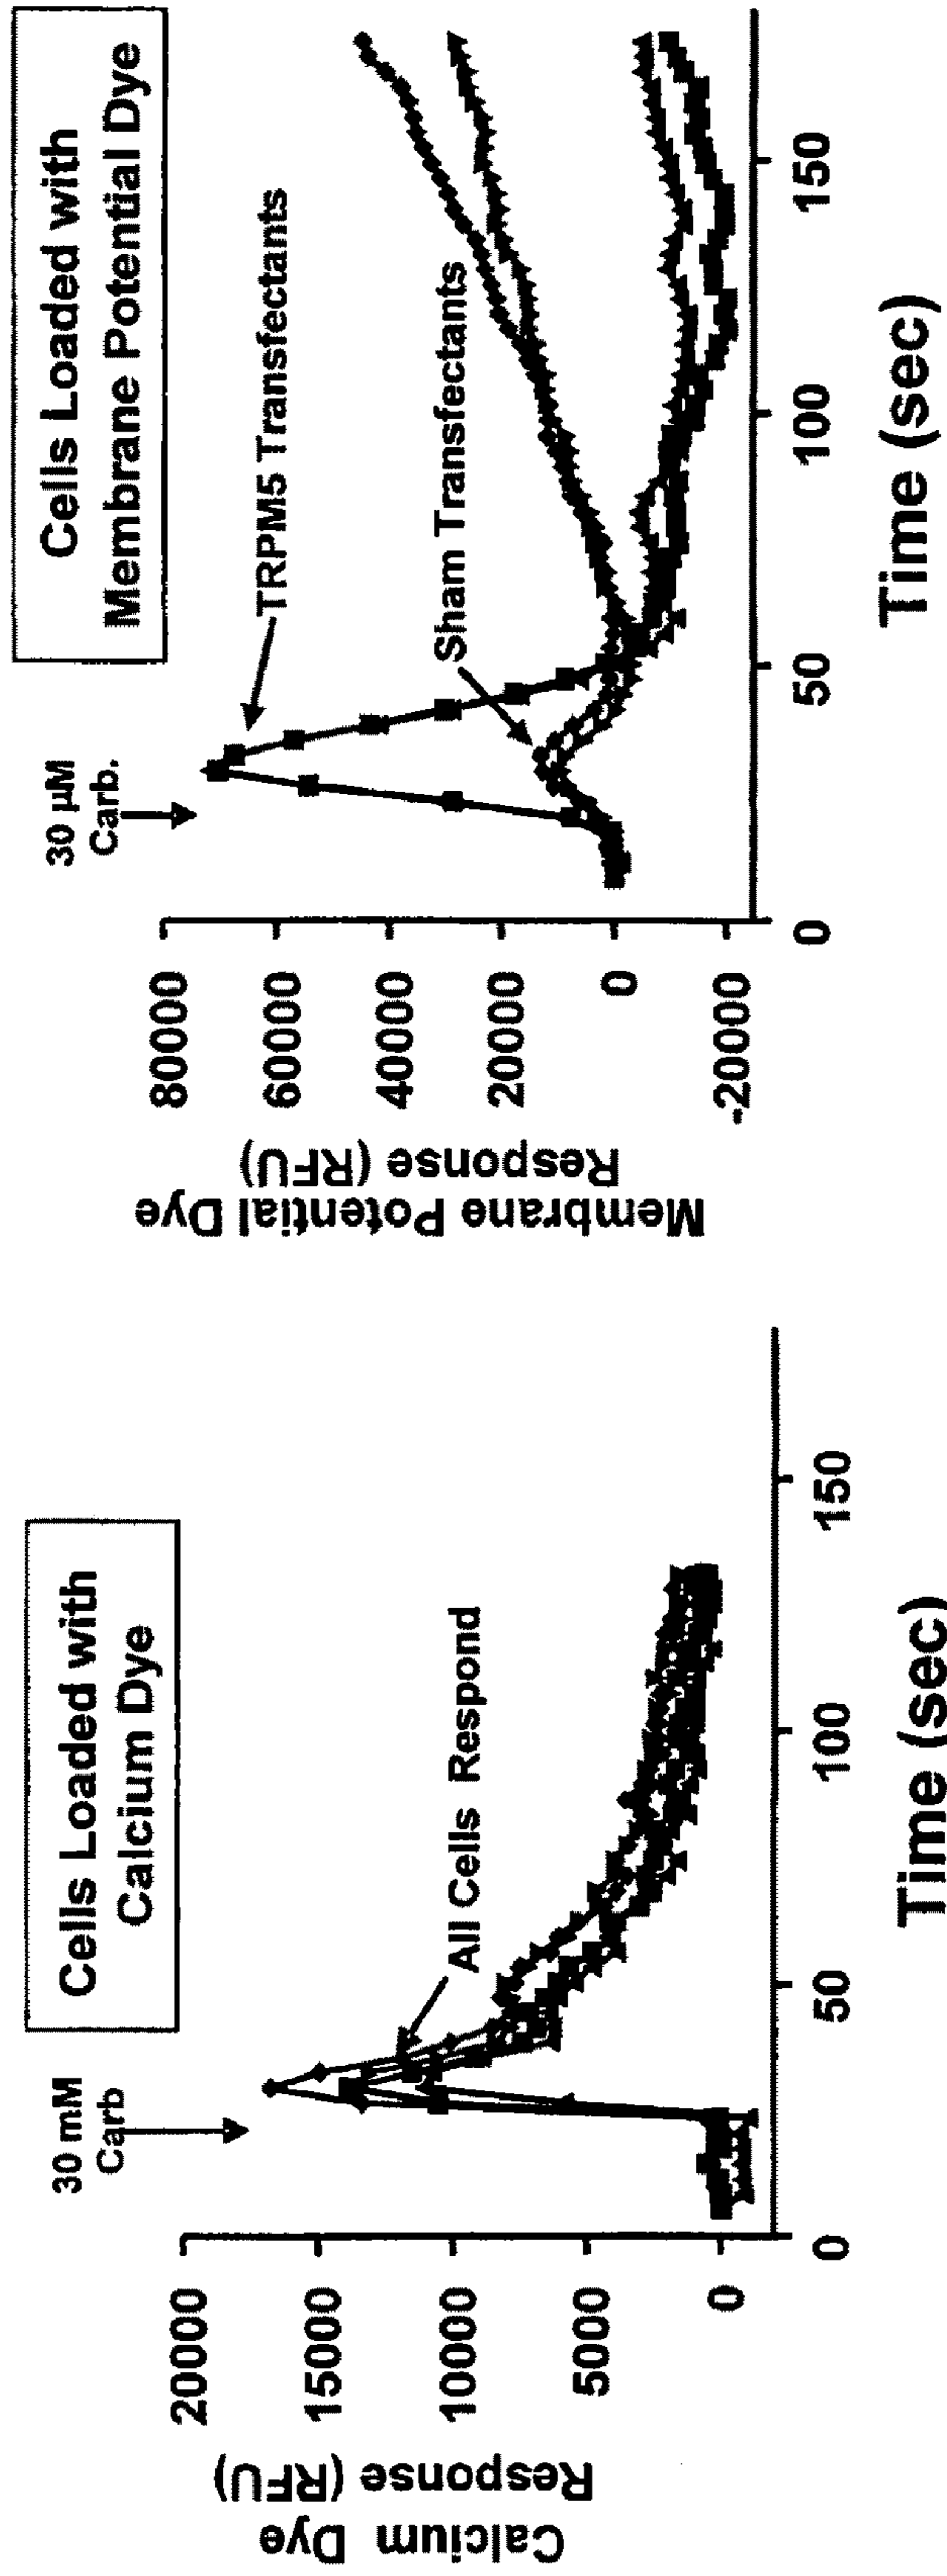 Cells Loaded with
Calcium Dye
30 mM
Carb
All Cells Respond
Calcium Dye
Response (RFU)
20000
15000
10000
5000
0
0
50
100
150
Time (sec)
Cells Loaded with
Membrane Potential Dye
30 µM
Carb.
TRPM5 Transfectants
Sham Transfectants
Membrane Potential Dye
Response (RFU)
80000
60000
40000
20000
0
-20000
0
50
100
150
Time (sec)